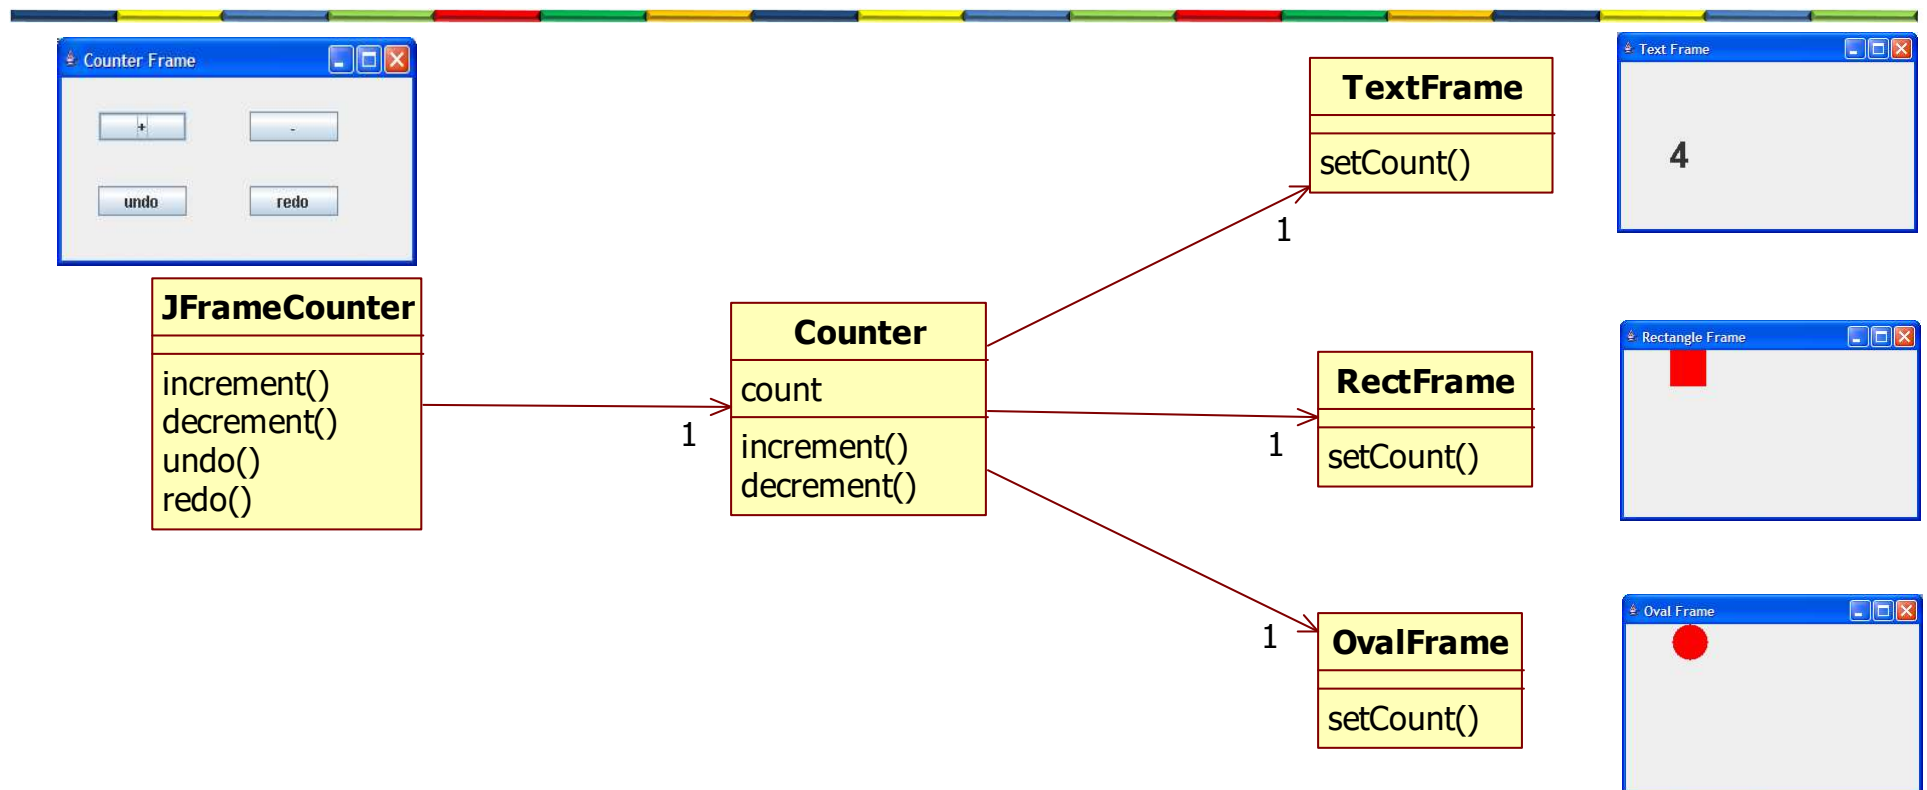 Counter Frame
+
-
undo
redo
JFrameCounter
increment()
decrement()
undo()
redo()
1
Counter
count
increment()
decrement()
1
TextFrame
setCount()
Text Frame
4
1
RectFrame
setCount()
Rectangle Frame
1
OvalFrame
setCount()
Oval Frame